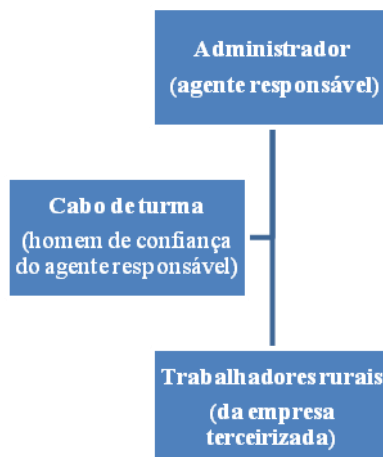 Administrador
(agente responsável)
Cabo de turma
(homem de confiança
do agente responsável)
Trabalhadores rurais
(da empresa
terceirizada)